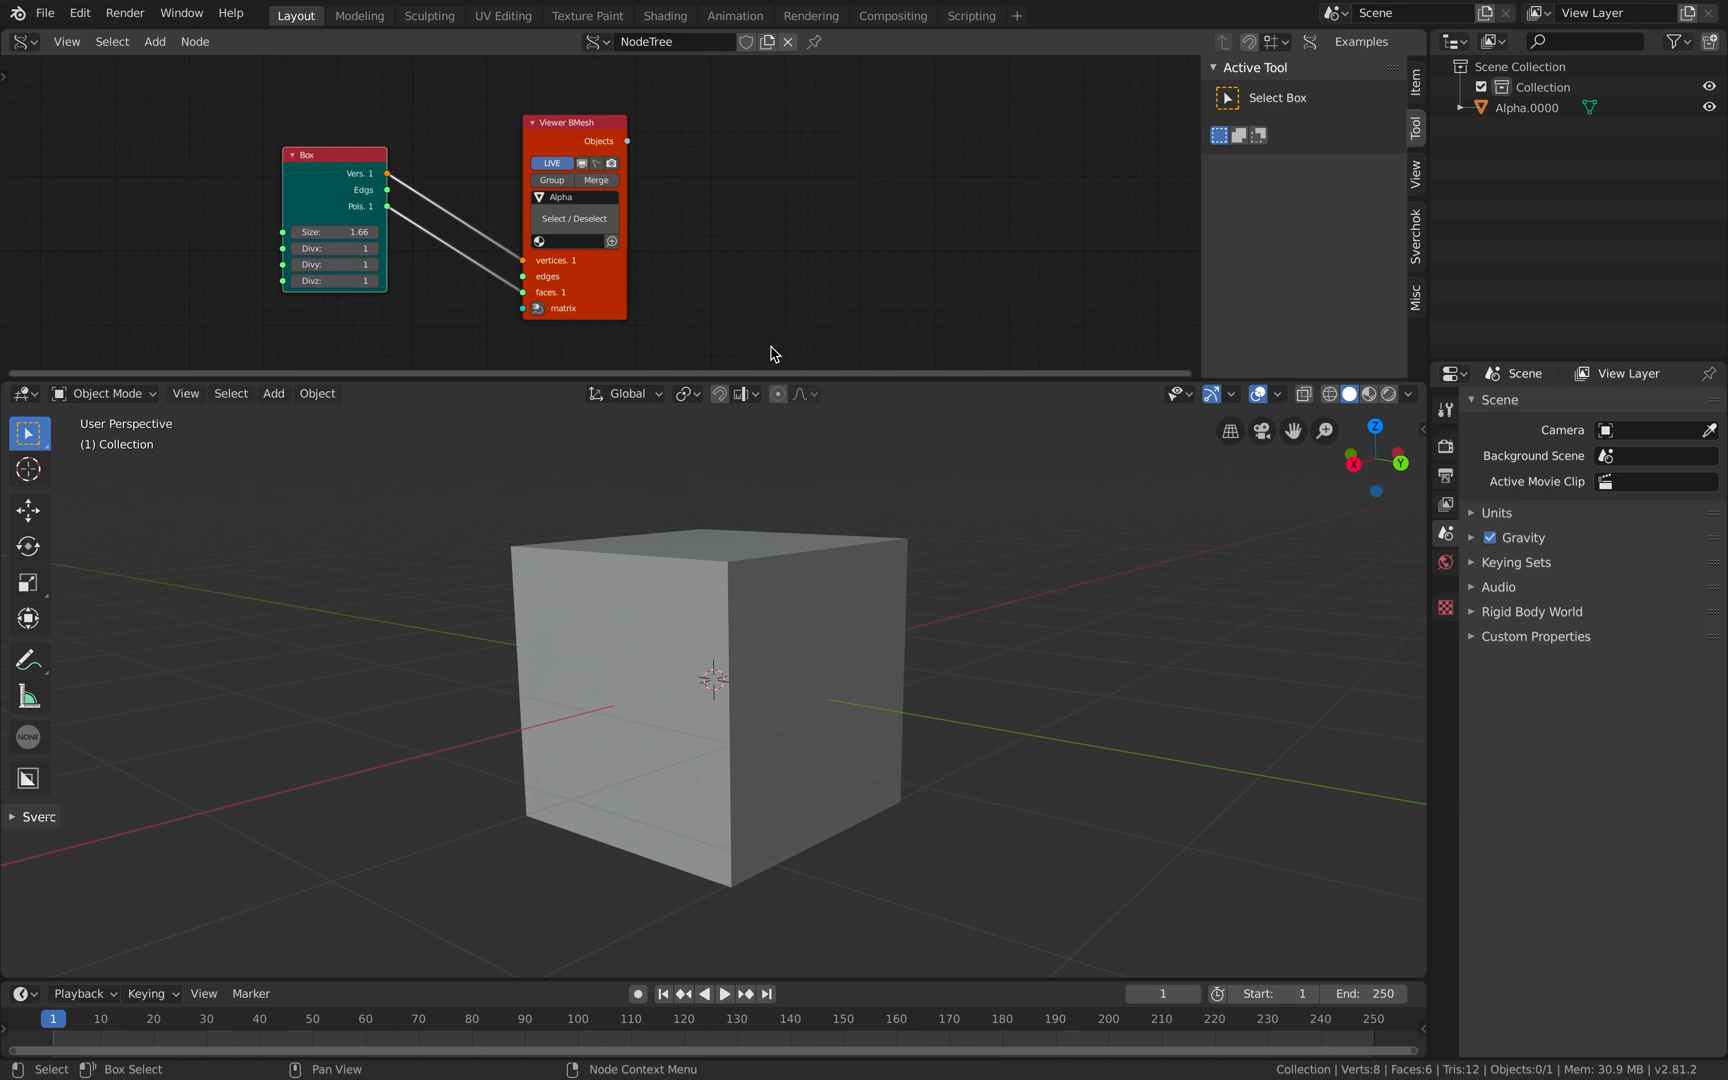 File Edit Render Window Help Layout Modeling Sculpting UV Editing Texture Paint Shading Animation Rendering Compositing Scripting + Scene View Layer
View Select Add Node NodeTree Examples
Active Tool
Select Box
Item
Tool
View
Sverchok
Misc
Scene Collection
Collection
Alpha.0000
Box
Vers. 1
Edgs
Pols. 1
Size: 1.66
Divx: 1
Divy: 1
Divz: 1
Viewer BMesh
Objects
LIVE
Group Merge
Alpha
Select / Deselect
vertices. 1
edges
faces. 1
matrix
Object Mode View Select Add Object Global
User Perspective
(1) Collection
Z
X
Y
NONE
Sverc
Scene View Layer
Scene
Camera
Background Scene
Active Movie Clip
Units
Gravity
Keying Sets
Audio
Rigid Body World
Custom Properties
Playback Keying View Marker 1 Start: 1 End: 250
1 10 20 30 40 50 60 70 80 90 100 110 120 130 140 150 160 170 180 190 200 210 220 230 240 250
Select Box Select Pan View Node Context Menu Collection | Verts:8 | Faces:6 | Tris:12 | Objects:0/1 | Mem: 30.9 MB | v2.81.2